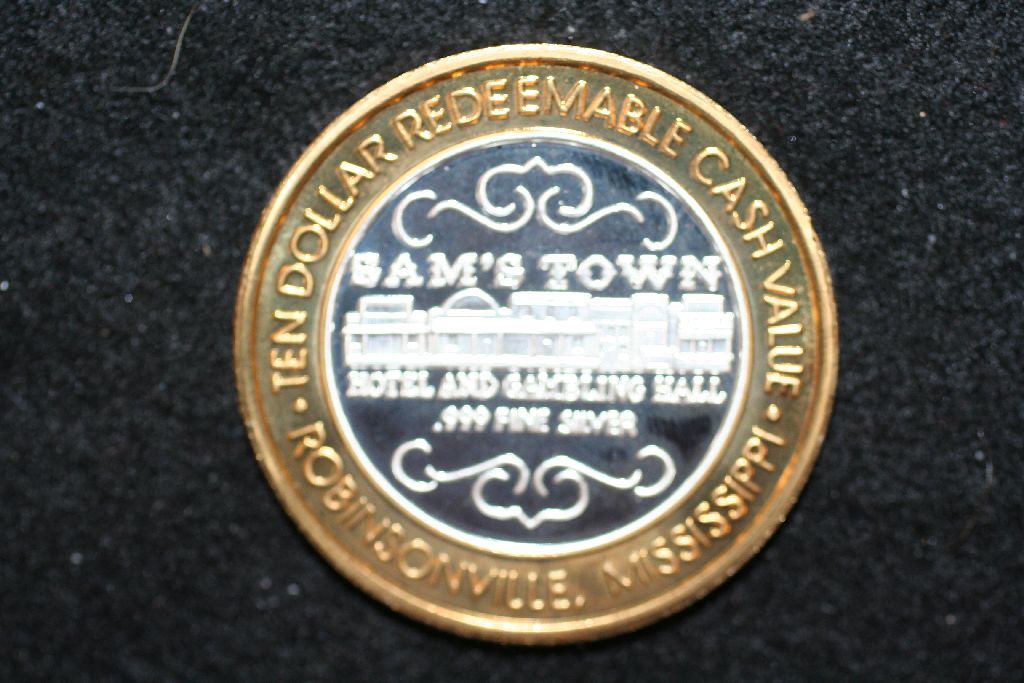 TEN DOLLAR REDEEMABLE CASH VALUE
SAM'S TOWN
HOTEL AND GAMBLING HALL
.999 FINE SILVER
• ROBINSONVILLE, MISSISSIPPI •